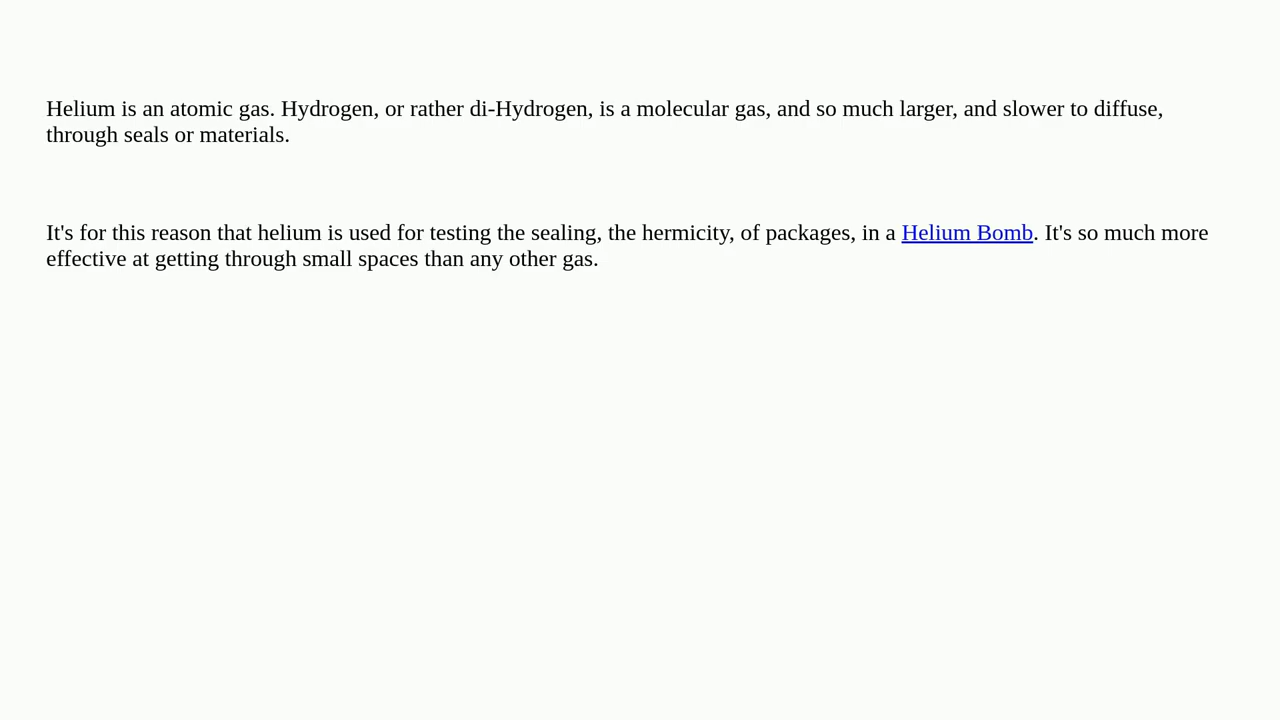 Helium is an atomic gas. Hydrogen, or rather di-Hydrogen, is a molecular gas, and so much larger, and slower to diffuse,
through seals or materials.
It's for this reason that helium is used for testing the sealing, the hermicity, of packages, in a Helium Bomb. It's so much more
effective at getting through small spaces than any other gas.